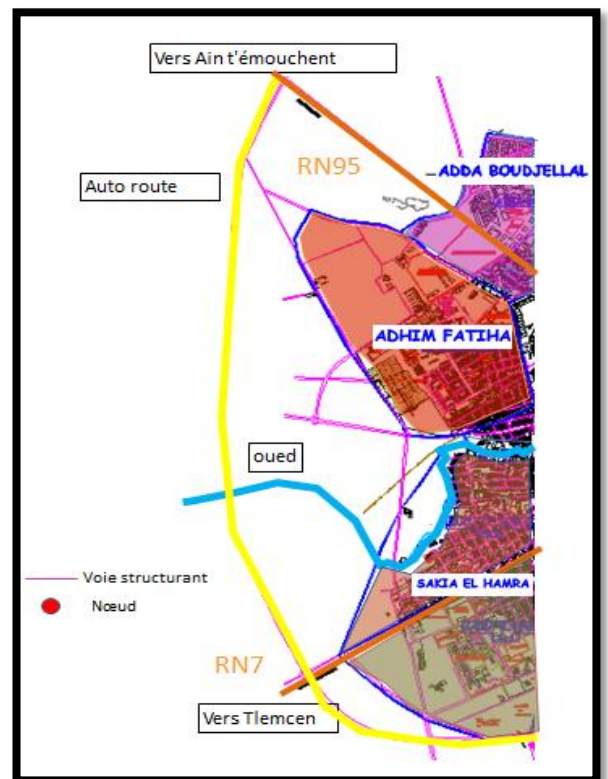 Vers Ain t'émouchent
RN95
ADDA BOUDJELLAL
Auto route
ADHIM FATIHA
oued
Voie structurant
SAKIA EL HAMRA
Nœud
RN7
Vers Tlemcen